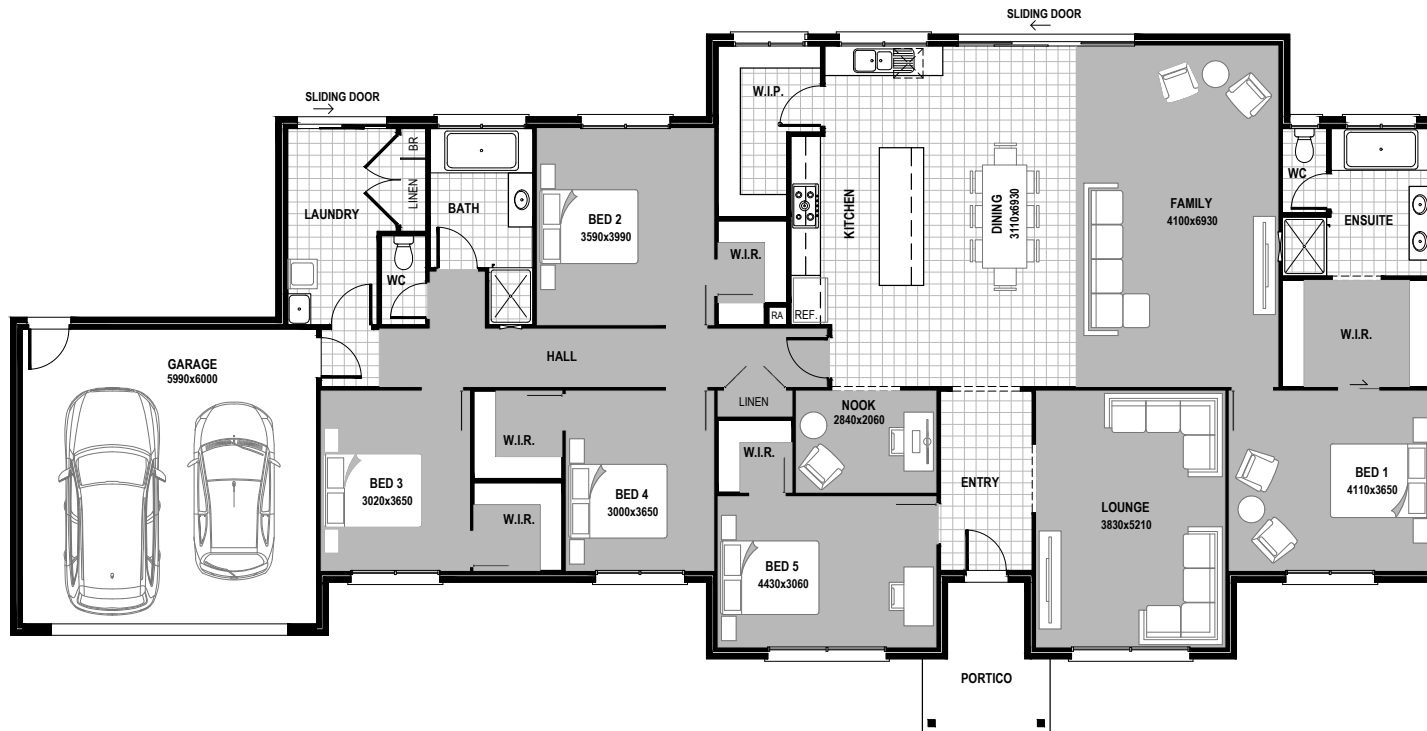 SLIDING DOOR
SLIDING DOOR
W.I.P.
BR
LINEN
LAUNDRY
BATH
WC
BED 2
3590x3990
W.I.R.
RA
REF.
KITCHEN
DINING
3110x6930
FAMILY
4100x6930
WC
ENSUITE
W.I.R.
GARAGE
5990x6000
HALL
LINEN
NOOK
2840x2060
W.I.R.
W.I.R.
W.I.R.
BED 3
3020x3650
BED 4
3000x3650
ENTRY
LOUNGE
3830x5210
BED 1
4110x3650
BED 5
4430x3060
PORTICO